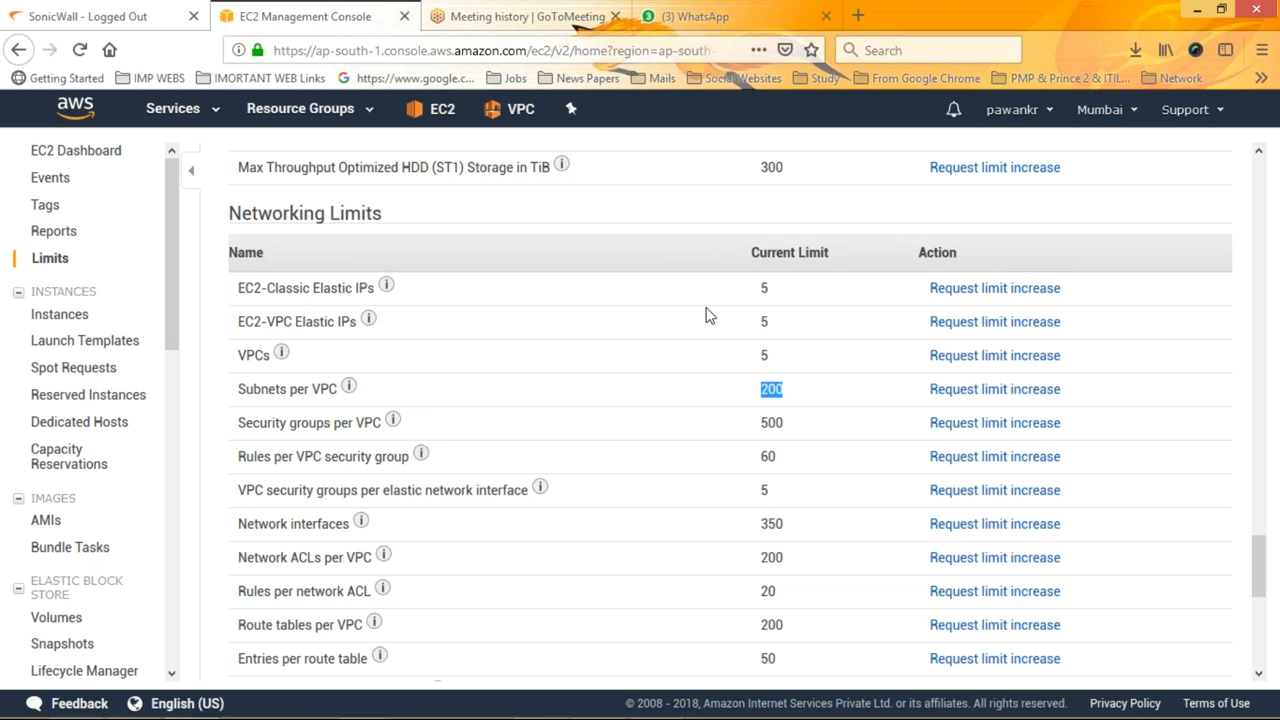 SonicWall - Logged Out
EC2 Management Console
Meeting history | GoToMeeting
3
(3) WhatsApp
https://ap-south-1.console.aws.amazon.com/ec2/v2/home?region=ap-south-
Search
Getting Started
IMP WEBS
IMORTANT WEB Links
G https://www.google.c...
Jobs
News Papers
Mails
Social Websites
Study
From Google Chrome
PMP & Prince 2 & ITIL...
Network
aws
Services
Resource Groups
EC2
VPC
pawankr
Mumbai
Support
EC2 Dashboard
Events
Tags
Reports
Limits
INSTANCES
Instances
Launch Templates
Spot Requests
Reserved Instances
Dedicated Hosts
Capacity
Reservations
IMAGES
AMIs
Bundle Tasks
ELASTIC BLOCK
STORE
Volumes
Snapshots
Lifecycle Manager
Max Throughput Optimized HDD (ST1) Storage in TiB 300 Request limit increase
Networking Limits
Name Current Limit Action
EC2-Classic Elastic IPs 5 Request limit increase
EC2-VPC Elastic IPs 5 Request limit increase
VPCs 5 Request limit increase
Subnets per VPC 200 Request limit increase
Security groups per VPC 500 Request limit increase
Rules per VPC security group 60 Request limit increase
VPC security groups per elastic network interface 5 Request limit increase
Network interfaces 350 Request limit increase
Network ACLs per VPC 200 Request limit increase
Rules per network ACL 20 Request limit increase
Route tables per VPC 200 Request limit increase
Entries per route table 50 Request limit increase
Feedback
English (US)
© 2008 - 2018, Amazon Internet Services Private Ltd. or its affiliates. All rights reserved.
Privacy Policy
Terms of Use